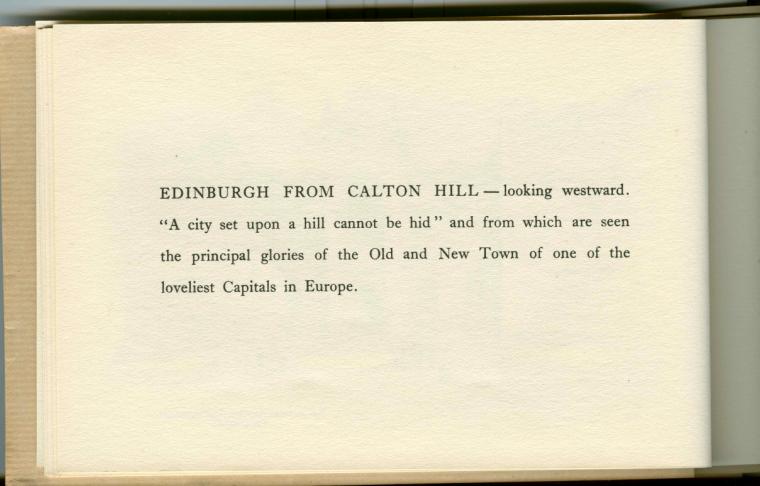 EDINBURGH FROM CALTON HILL — looking westward.
“A city set upon a hill cannot be hid” and from which are seen
the principal glories of the Old and New Town of one of the
loveliest Capitals in Europe.